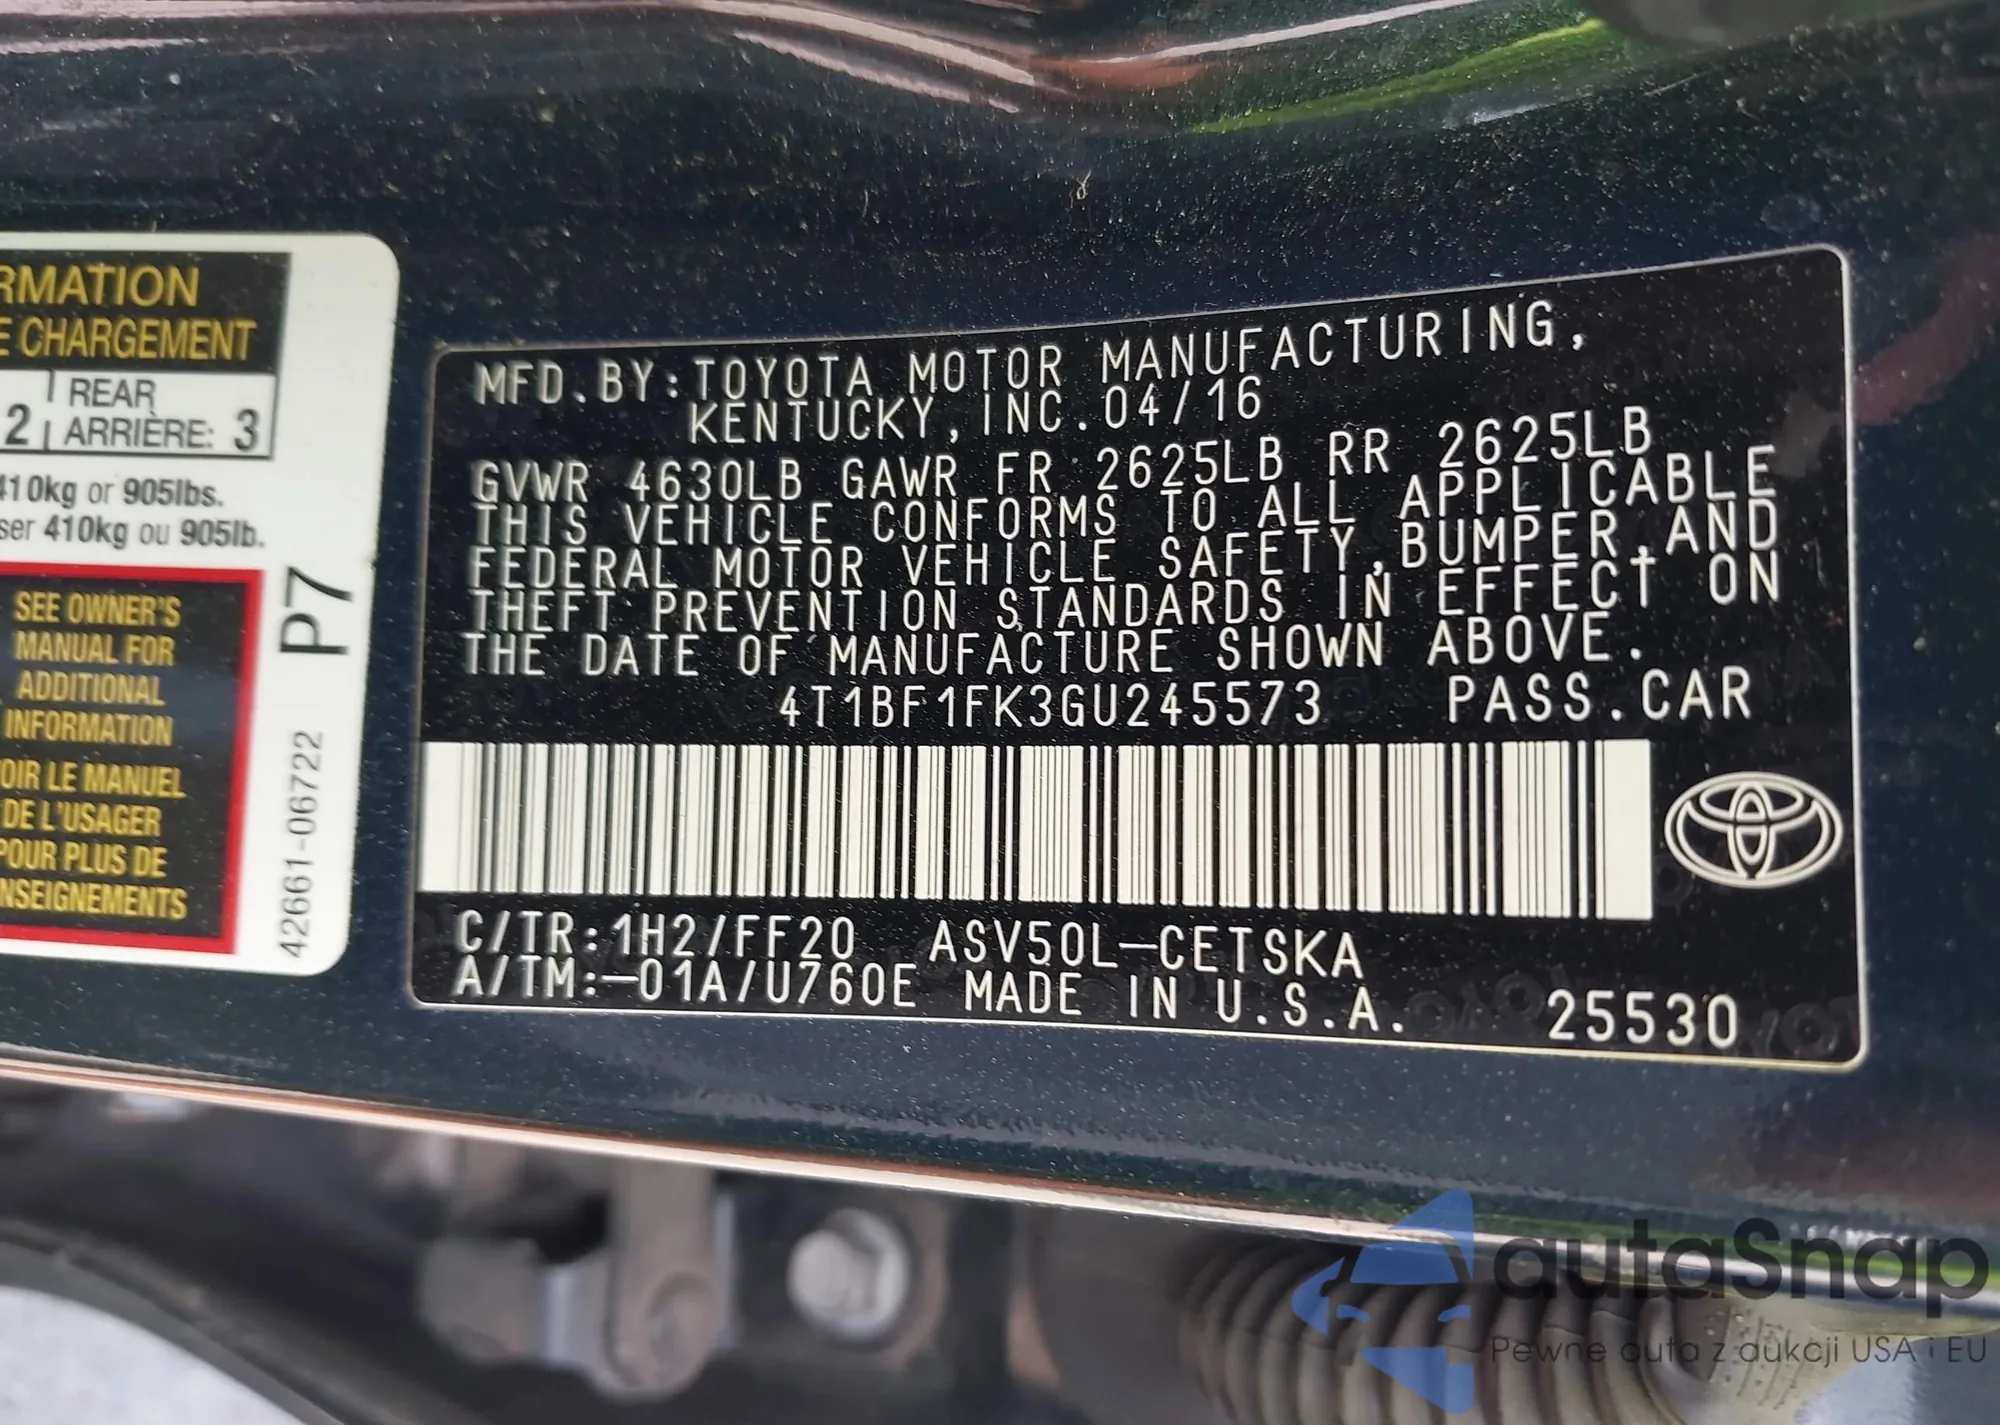 RMATION
E CHARGEMENT
2 REAR
ARRIÈRE: 3
410kg or 905lbs.
ser 410kg ou 905lb.
SEE OWNER'S
MANUAL FOR
ADDITIONAL
INFORMATION
OIR LE MANUEL
DE L'USAGER
POUR PLUS DE
NSEIGNEMENTS
P7
42661-06722
MFD.BY:TOYOTA MOTOR MANUFACTURING,
KENTUCKY, INC.04/16
GVWR 4630LB GAWR FR 2625LB RR 2625LB
THIS VEHICLE CONFORMS TO ALL APPLICABLE
FEDERAL MOTOR VEHICLE SAFETY,BUMPER,AND
THEFT PREVENTION STANDARDS IN EFFECT ON
THE DATE OF MANUFACTURE SHOWN ABOVE.
4T1BF1FK3GU245573 PASS.CAR
C/TR:1H2/FF20 ASV50L-CETSKA
A/TM:-01A/U760E MADE IN U.S.A. 25530
autaSnap
Pewne auta z aukcji USA i EU